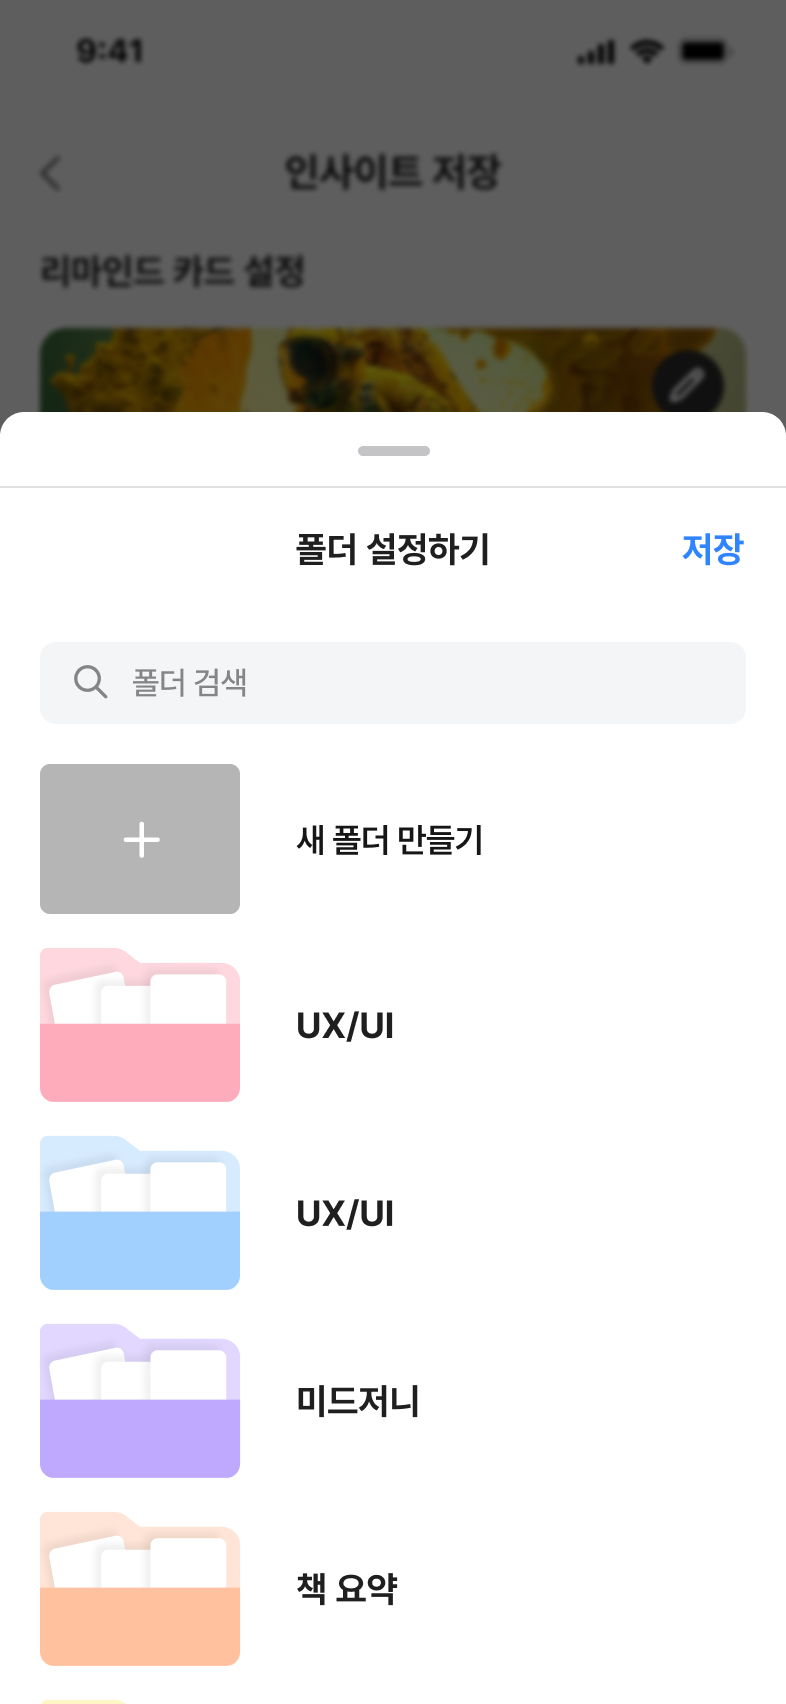 9:41
인사이트 저장
리마인드 카드 설정
폴더 설정하기
저장
폴더 검색
새 폴더 만들기
UX/UI
UX/UI
미드저니
책 요약